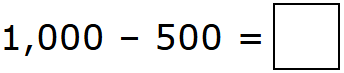 1,000 – 500 =